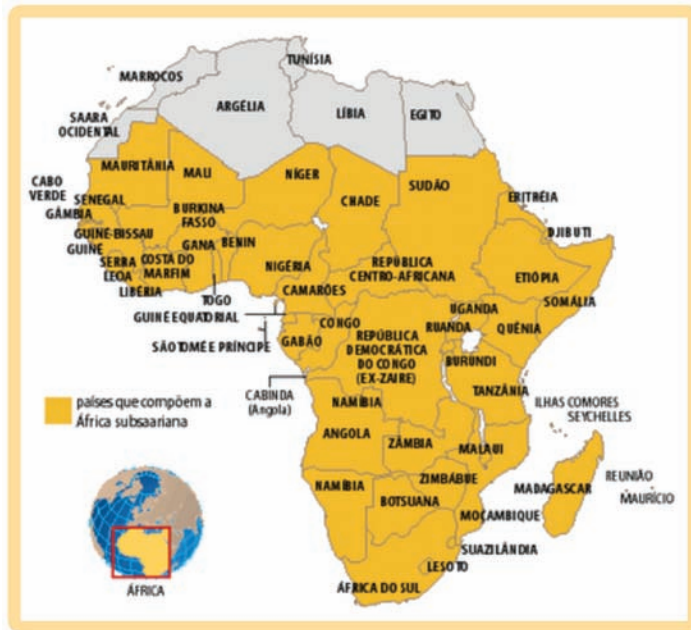 TUNÍSIA
MARROCOS
ARGÉLIA
LÍBIA
EGITO
SAARA
OCIDENTAL
MAURITÂNIA
MALI
NÍGER
CHADE
SUDÃO
ERITRÉIA
CABO
VERDE
SENEGAL
GÂMBIA
BURKINA
FASSO
GUINÉ-BISSAU
GUINÉ
GANA
BENIN
DJIBUTI
SERRA
LEOA
COSTA DO
MARFIM
NIGÉRIA
REPÚBLICA
CENTRO-AFRICANA
ETIÓPIA
LIBÉRIA
TOGO
CAMARÕES
SOMÁLIA
GUINÉ EQUATORIAL
UGANDA
CONGO
RUANDA
QUÊNIA
SÃO TOMÉ E PRÍNCIPE
GABÃO
REPÚBLICA
DEMOCRÁTICA
DO CONGO
(EX-ZAIRE)
BURUNDI
CABINDA
(Angola)
TANZÂNIA
NAMÍBIA
ILHAS COMORES
SEYCHELLES
países que compõem a
África subsaariana
ANGOLA
ZÂMBIA
MALAUI
NAMÍBIA
ZIMBÁBUE
BOTSUANA
MADAGASCAR
REUNIÃO
MAURÍCIO
MOÇAMBIQUE
SUAZILÂNDIA
LESOTO
ÁFRICA DO SUL
ÁFRICA